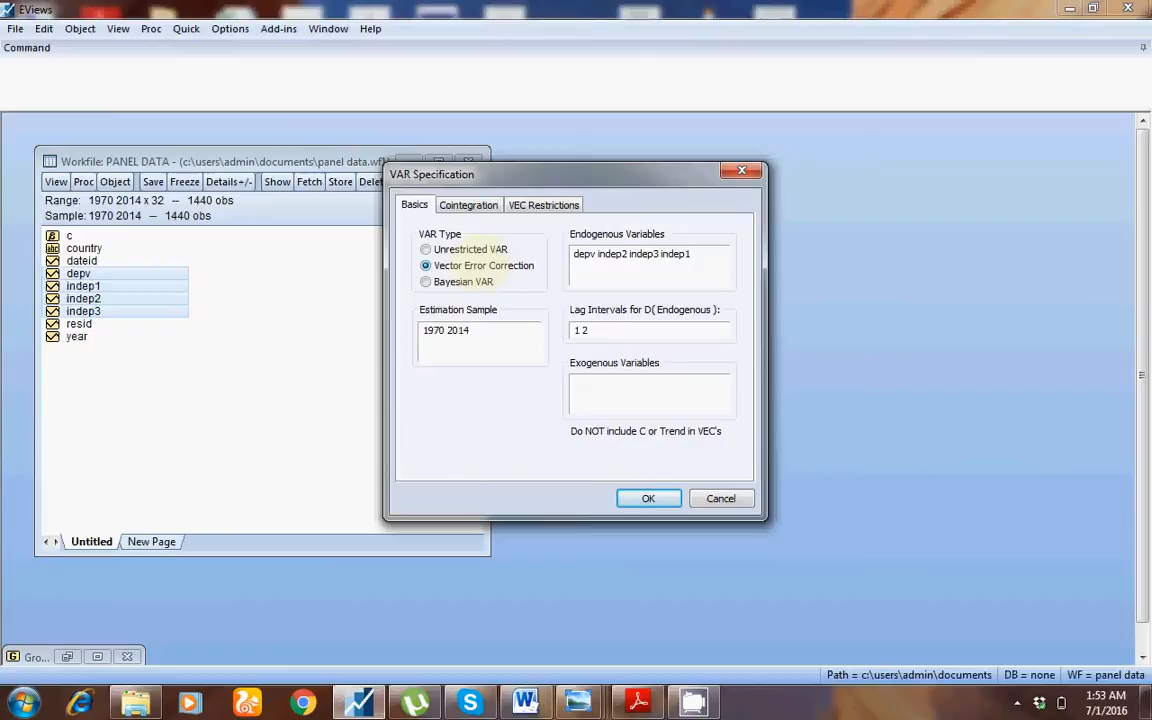 EViews
File Edit Object View Proc Quick Options Add-ins Window Help
Command
Workfile: PANEL DATA - (c:\users\admin\documents\panel data.wf1)
View Proc Object Save Freeze Details+/- Show Fetch Store Delet
Range: 1970 2014 x 32 -- 1440 obs
Sample: 1970 2014 -- 1440 obs
c
country
dateid
depv
indep1
indep2
indep3
resid
year
Untitled New Page
VAR Specification
Basics Cointegration VEC Restrictions
VAR Type
Unrestricted VAR
Vector Error Correction
Bayesian VAR
Estimation Sample
1970 2014
Endogenous Variables
depv indep2 indep3 indep1
Lag Intervals for D(Endogenous):
1 2
Exogenous Variables
Do NOT include C or Trend in VEC's
OK Cancel
G Gro...
Path = c:\users\admin\documents DB = none WF = panel data
1:53 AM
7/1/2016